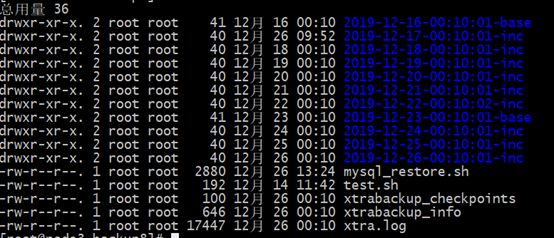 总用量 36
drwxr-xr-x. 2 root root 41 12月 16 00:10 2019-12-16-00:10:01-base
drwxr-xr-x. 2 root root 40 12月 26 09:52 2019-12-17-00:10:01-inc
drwxr-xr-x. 2 root root 40 12月 18 00:10 2019-12-18-00:10:01-inc
drwxr-xr-x. 2 root root 40 12月 19 00:10 2019-12-19-00:10:01-inc
drwxr-xr-x. 2 root root 40 12月 20 00:10 2019-12-20-00:10:01-inc
drwxr-xr-x. 2 root root 40 12月 21 00:10 2019-12-21-00:10:01-inc
drwxr-xr-x. 2 root root 40 12月 22 00:10 2019-12-22-00:10:02-inc
drwxr-xr-x. 2 root root 41 12月 23 00:10 2019-12-23-00:10:01-base
drwxr-xr-x. 2 root root 40 12月 24 00:10 2019-12-24-00:10:01-inc
drwxr-xr-x. 2 root root 40 12月 25 00:10 2019-12-25-00:10:01-inc
drwxr-xr-x. 2 root root 40 12月 26 00:10 2019-12-26-00:10:01-inc
-rw-r--r--. 1 root root 2880 12月 26 13:24 mysql_restore.sh
-rw-r--r--. 1 root root 192 12月 14 11:42 test.sh
-rw-r--r--. 1 root root 100 12月 26 00:10 xtrabackup_checkpoints
-rw-r--r--. 1 root root 646 12月 26 00:10 xtrabackup_info
-rw-r--r--. 1 root root 17447 12月 26 00:10 xtra.log